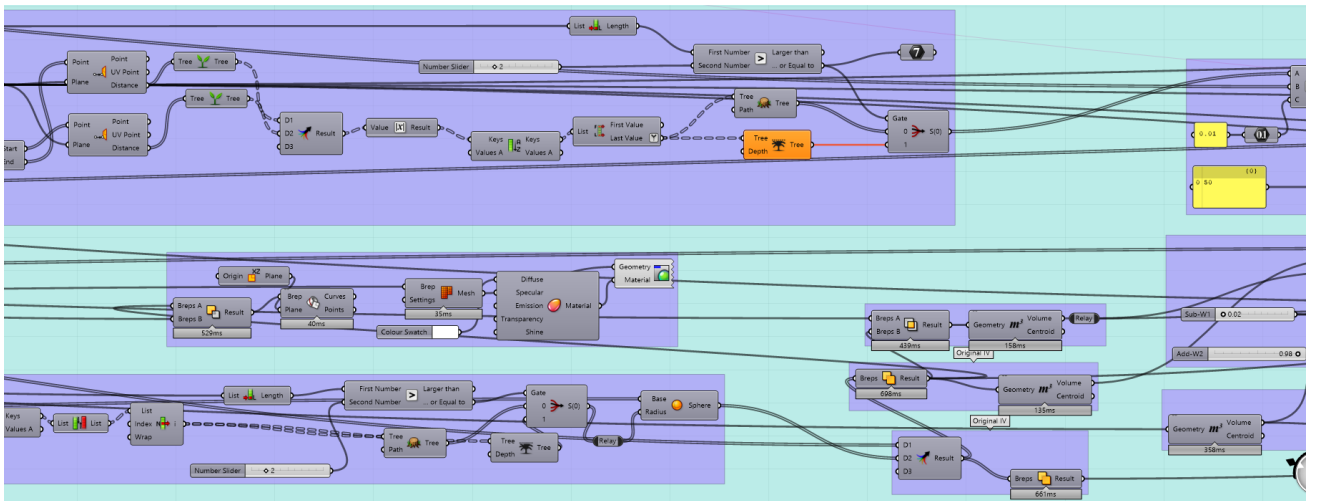 List Length
First Number Larger than
Second Number ... or Equal to
7
Number Slider 2
Point Point
UV Point
Plane Distance
Tree Tree
Tree Tree
Point Point
UV Point
Plane Distance
Start
End
D1
D2 Result
D3
Value Result
Keys Keys
Values A Values A
List First Value
Last Value
Tree Tree
Path
Tree Tree
Depth
Gate
0 S(0)
1
A
B
C
0.01
0.1
{0}
0 50
Origin XZ Plane
Breps A Result
Breps B
529ms
Brep Curves
Plane Points
40ms
Brep Mesh
Settings
35ms
Colour Swatch
Diffuse
Specular
Emission Material
Transparency
Shine
Geometry
Material
Breps A Result
Breps B
439ms
Geometry m³ Volume
Centroid
158ms
Relay
Original IV
Breps Result
698ms
Geometry m³ Volume
Centroid
135ms
Original IV
Sub-W1 0.02
Add-W2 0.98
Geometry m³ Volume
Centroid
358ms
Keys
Values A
List List
List
Index i
Wrap
List Length
First Number Larger than
Second Number ... or Equal to
Number Slider 2
Tree Tree
Path
Tree Tree
Depth
Gate
0 S(0)
1
Relay
Base Sphere
Radius
D1
D2 Result
D3
Breps Result
661ms